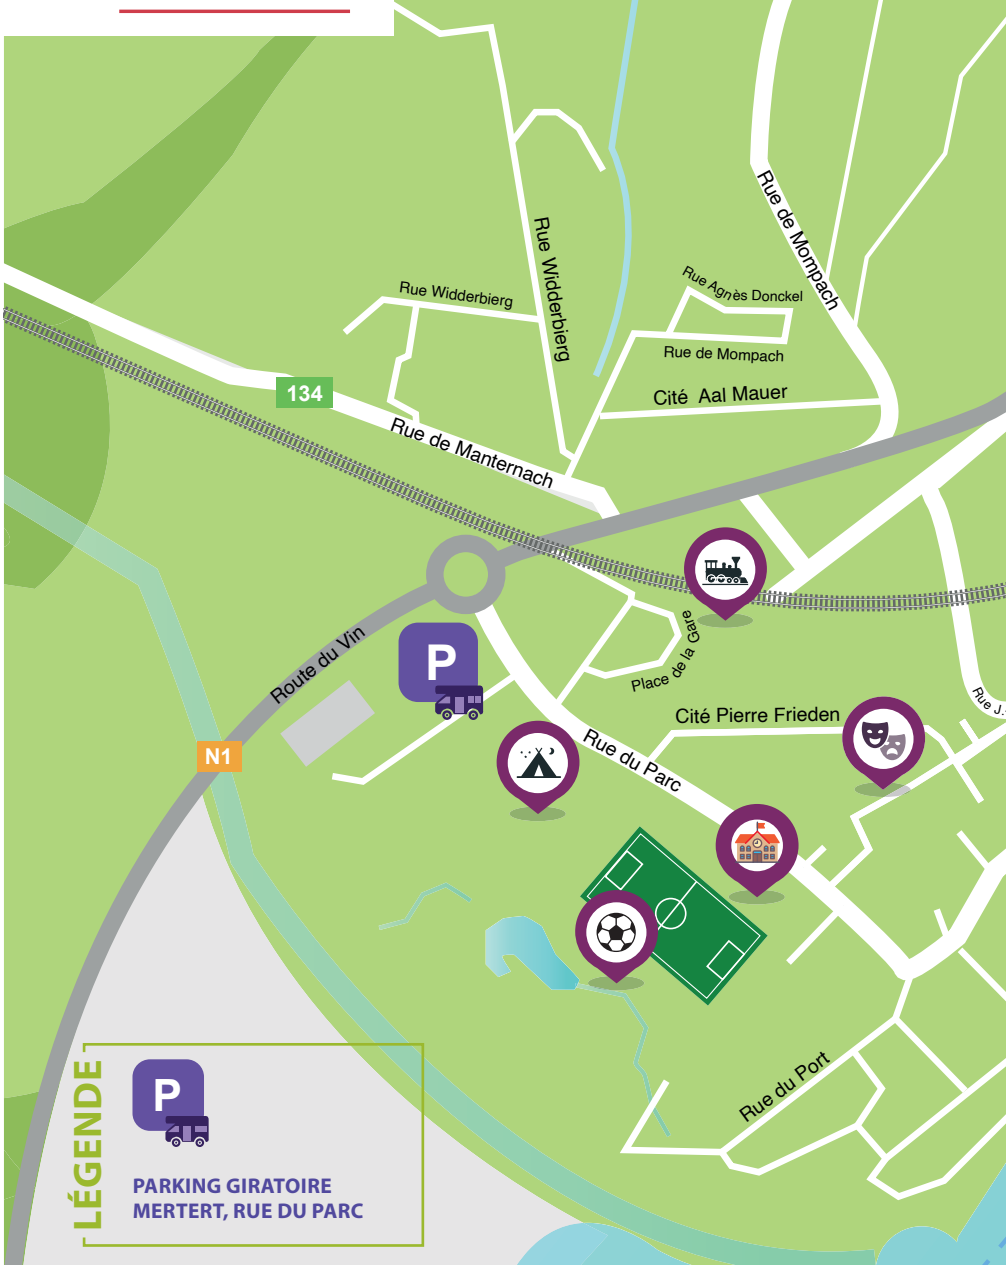 Rue de Mompach
Rue Widderbierg
Rue Agnès Donckel
Rue Widderbierg
Rue de Mompach
134
Cité Aal Mauer
Rue de Manternach
Place de la Gare
Route du Vin
P
Rue J.
Cité Pierre Frieden
N1
Rue du Parc
Rue du Port
LÉGENDE
P
PARKING GIRATOIRE
MERTERT, RUE DU PARC